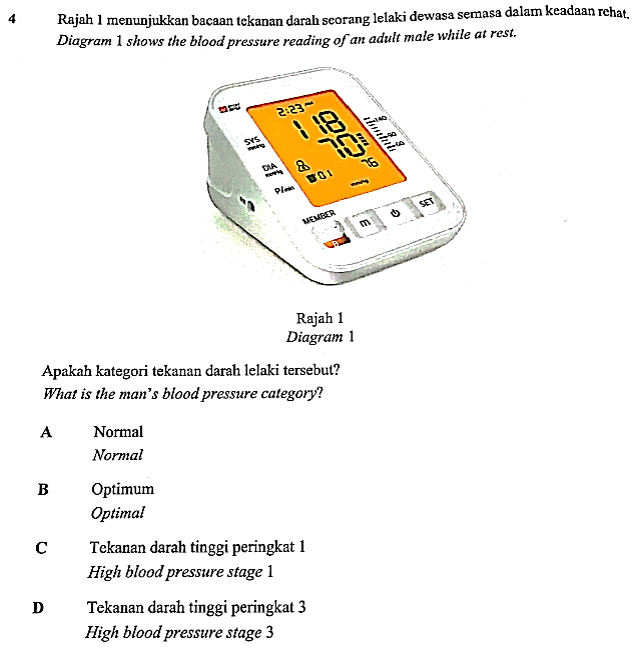 4 Rajah 1 menunjukkan bacaan tekanan darah seorang lelaki dewasa semasa dalam keadaan rehat.
Diagram 1 shows the blood pressure reading of an adult male while at rest.
2:23
SYS
mmHg
118
140
DIA
mmHg
70
90
60
P/min
01
76
MEMBER
m
SET
Rajah 1
Diagram 1
Apakah kategori tekanan darah lelaki tersebut?
What is the man's blood pressure category?
A Normal
Normal
B Optimum
Optimal
C Tekanan darah tinggi peringkat 1
High blood pressure stage 1
D Tekanan darah tinggi peringkat 3
High blood pressure stage 3